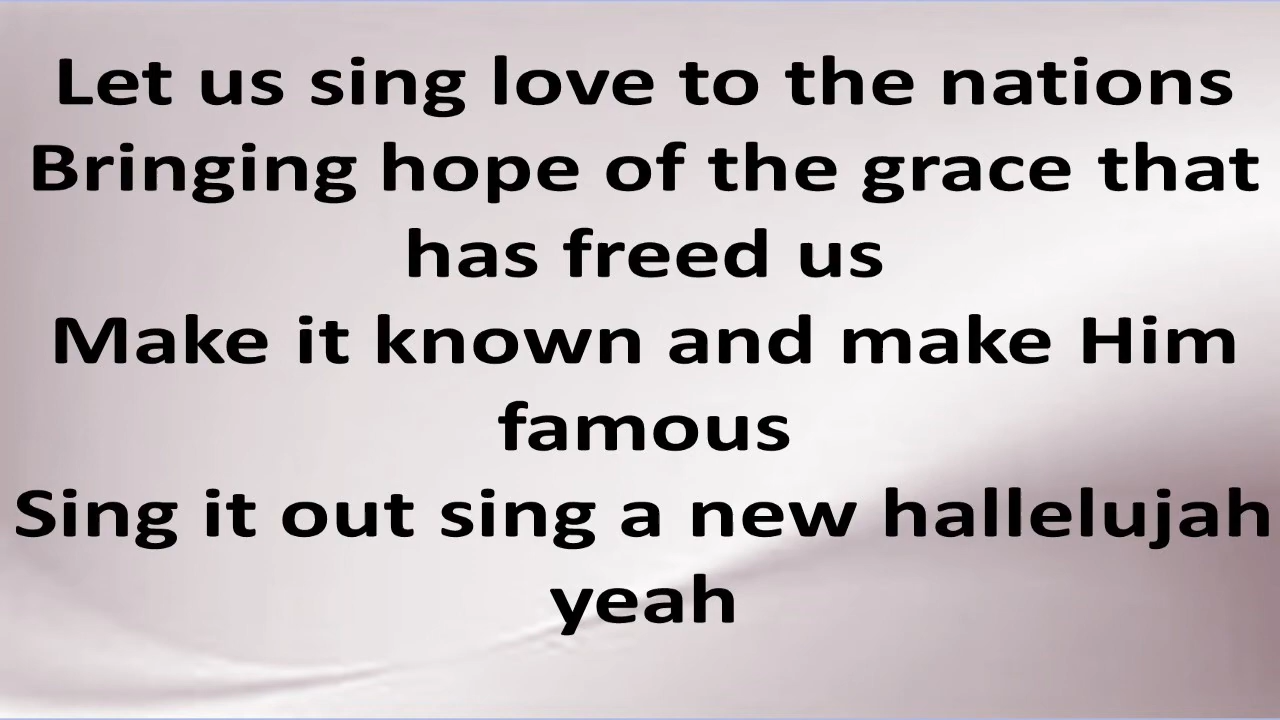 Let us sing love to the nations
Bringing hope of the grace that
has freed us
Make it known and make Him
famous
Sing it out sing a new hallelujah
yeah